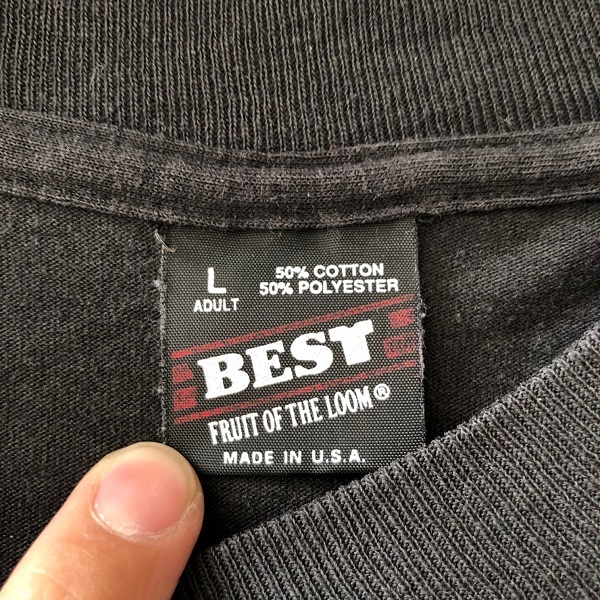 L
ADULT
50% COTTON
50% POLYESTER
BEST
FRUIT OF THE LOOM®
MADE IN U.S.A.